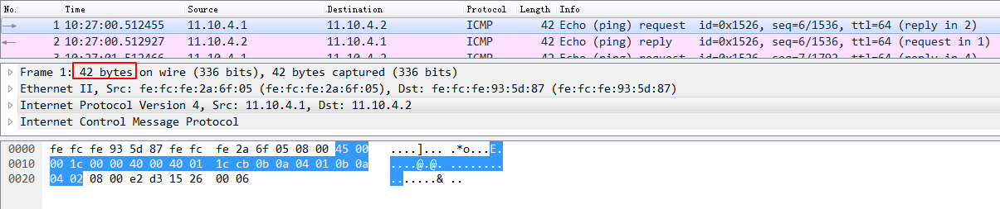 No. Time Source Destination Protocol Length Info
1 10:27:00.512455 11.10.4.1 11.10.4.2 ICMP 42 Echo (ping) request id=0x1526, seq=6/1536, ttl=64 (reply in 2)
2 10:27:00.512927 11.10.4.2 11.10.4.1 ICMP 42 Echo (ping) reply id=0x1526, seq=6/1536, ttl=64 (request in 1)
3 10:27:01.512466 11.10.4.1 11.10.4.2 ICMP 42 Echo (ping) request id=0x1526, seq=7/1792, ttl=64 (reply in 4)
Frame 1: 42 bytes on wire (336 bits), 42 bytes captured (336 bits)
Ethernet II, Src: fe:fc:fe:2a:6f:05 (fe:fc:fe:2a:6f:05), Dst: fe:fc:fe:93:5d:87 (fe:fc:fe:93:5d:87)
Internet Protocol Version 4, Src: 11.10.4.1, Dst: 11.10.4.2
Internet Control Message Protocol
0000 fe fc fe 93 5d 87 fe fc fe 2a 6f 05 08 00 45 00 ....]... .*o...E.
0010 00 1c 00 00 40 00 40 01 1c cb 0b 0a 04 01 0b 0a ....@.@. ........
0020 04 02 08 00 e2 d3 15 26 00 06 .......& ..